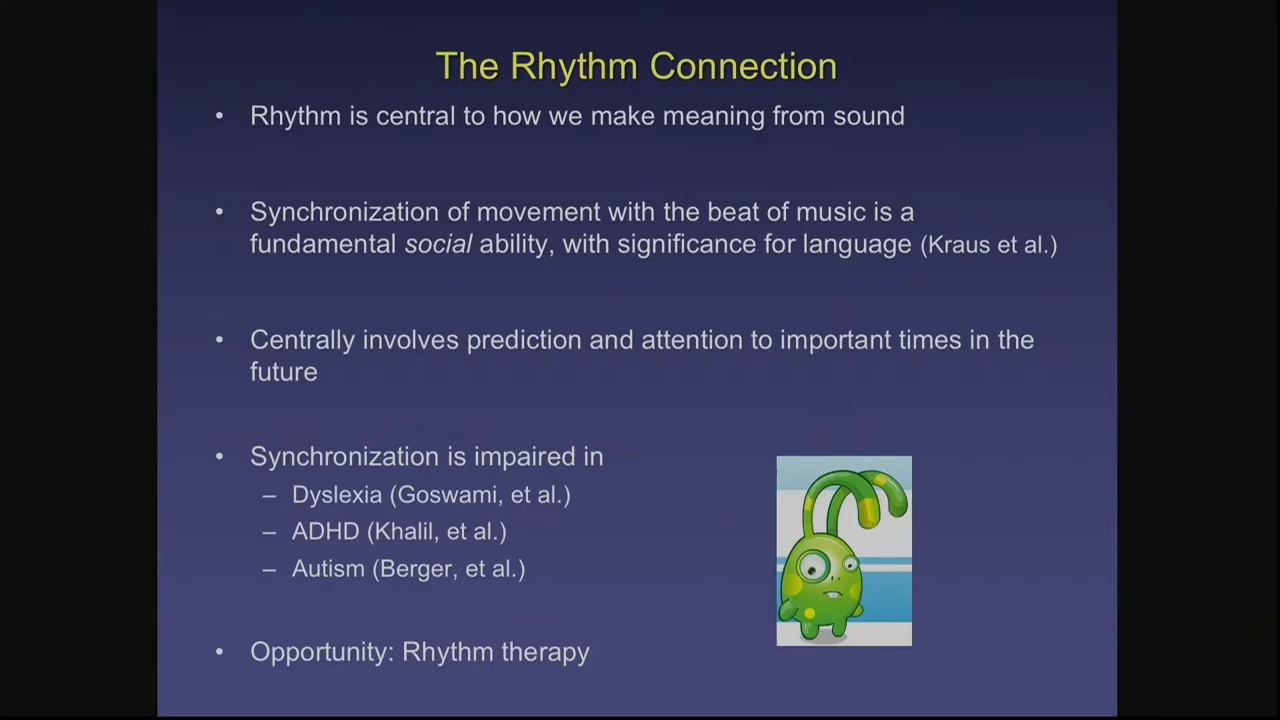 The Rhythm Connection
• Rhythm is central to how we make meaning from sound
• Synchronization of movement with the beat of music is a
fundamental social ability, with significance for language (Kraus et al.)
• Centrally involves prediction and attention to important times in the
future
• Synchronization is impaired in
– Dyslexia (Goswami, et al.)
– ADHD (Khalil, et al.)
– Autism (Berger, et al.)
• Opportunity: Rhythm therapy